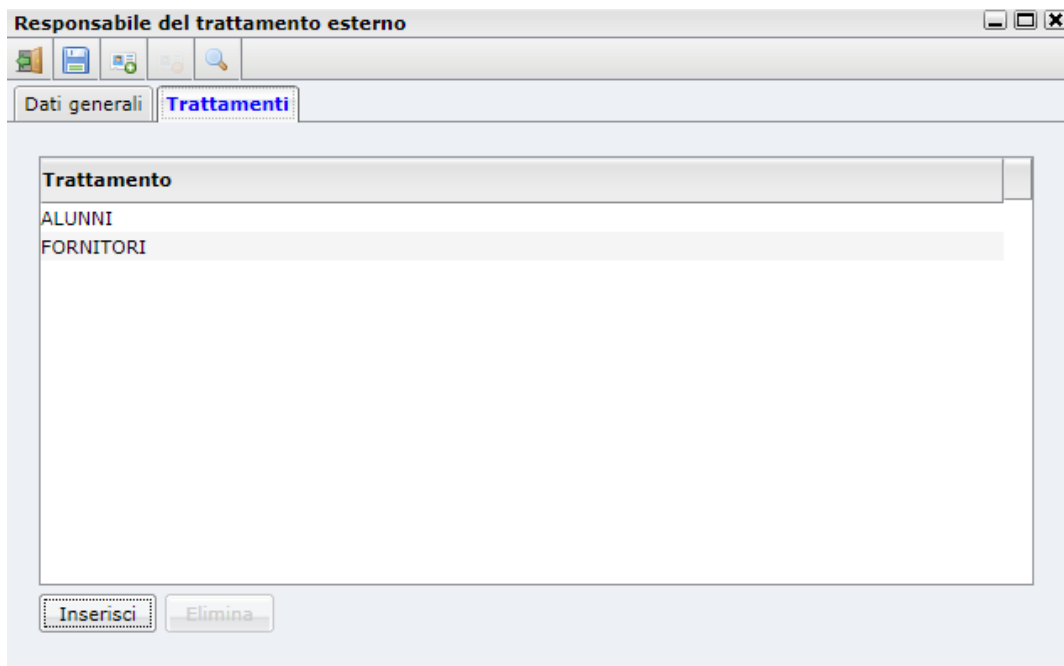 Responsabile del trattamento esterno
Dati generali Trattamenti
Trattamento
ALUNNI
FORNITORI
Inserisci Elimina